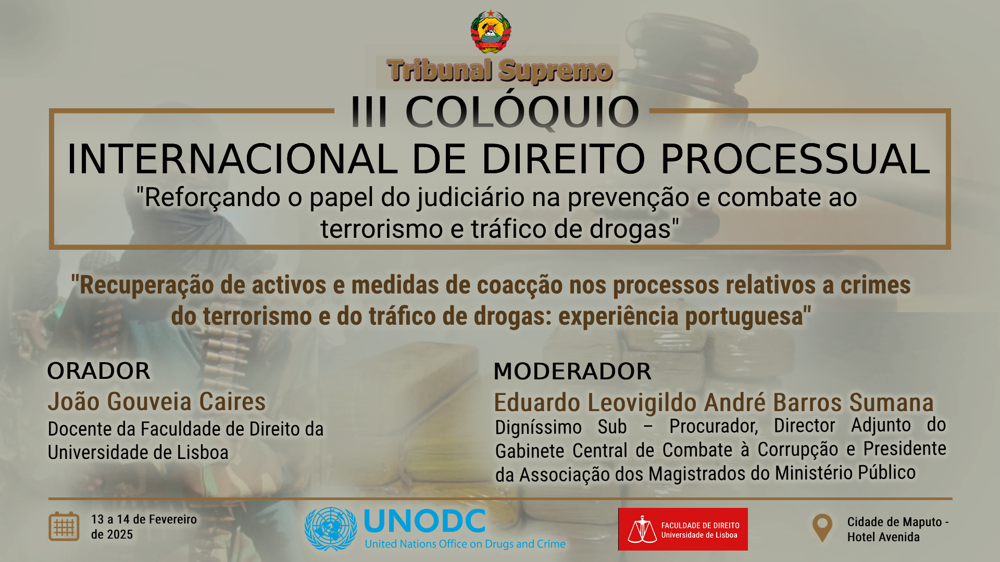 Tribunal Supremo
III COLÓQUIO
INTERNACIONAL DE DIREITO PROCESSUAL
"Reforçando o papel do judiciário na prevenção e combate ao
terrorismo e tráfico de drogas"
"Recuperação de activos e medidas de coacção nos processos relativos a crimes
do terrorismo e do tráfico de drogas: experiência portuguesa"
ORADOR
João Gouveia Caires
Docente da Faculdade de Direito da
Universidade de Lisboa
MODERADOR
Eduardo Leovigildo André Barros Sumana
Digníssimo Sub – Procurador, Director Adjunto do
Gabinete Central de Combate à Corrupção e Presidente
da Associação dos Magistrados do Ministério Público
13 a 14 de Fevereiro
de 2025
UNODC
United Nations Office on Drugs and Crime
FACULDADE DE DIREITO
Universidade de Lisboa
Cidade de Maputo -
Hotel Avenida